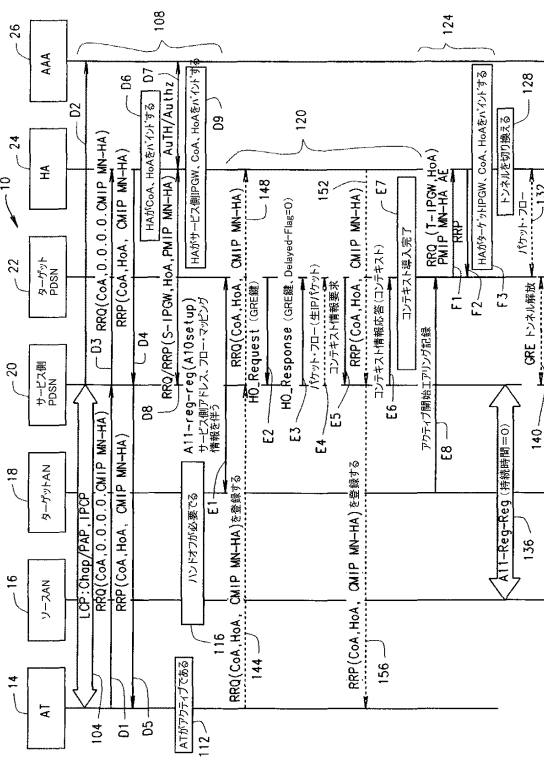 10
14
AT
16
ソースAN
18
ターゲットAN
20
サービス側
PDSN
22
ターゲット
PDSN
24
HA
26
AAA
108
LCP:Chap/PAP,IPCP
D2
104
RRQ(CoA,0.0.0.0,CMIP MN-HA)
D1
RRQ(CoA,0.0.0.0,CMIP MN-HA)
D3
HAがCoA、HoAをバインドする
D6
RRP(CoA,HoA, CMIP MN-HA)
D4
RRP(CoA,HoA, CMIP MN-HA)
D5
RRQ/RRP(S-IPGW,HoA,PMIP MN-HA)
D8
AuTH/Authz
D7
HAがサービス側IPGW、CoA、HoAをバインドする
D9
ATがアクティブである
112
ハンドオフが必要でる
116
A11-reg-req(A10setup)
サービス側アドレス、フローマッピング
情報を伴う
E1
120
RRQ(CoA,HoA, CMIP MN-HA)を登録する
144
RRQ(CoA,HoA, CMIP MN-HA)
148
HO_Request (GRE鍵)
E2
HO_Response (GRE鍵,Delayed-Flag=0)
E3
パケット・フロー(生IPパケット)
E4
コンテキスト情報要求
E5
RRP(CoA,HoA, CMIP MN-HA)を登録する
156
RRP(CoA,HoA, CMIP MN-HA)
152
コンテキスト情報応答(コンテキスト)
E6
コンテキスト導入完了
E7
アクティブ開始エアリング記録
E8
124
RRQ (T-IPGW,HoA)
PMIP MN-HA AE
F1
RRP
F2
HAがターゲットIPGW、CoA、HoAをバインドする
F3
トンネルを切り換える
128
パケット・フロー
132
A11-Reg-Req (持続時間=0)
136
GRE トンネル解放
140